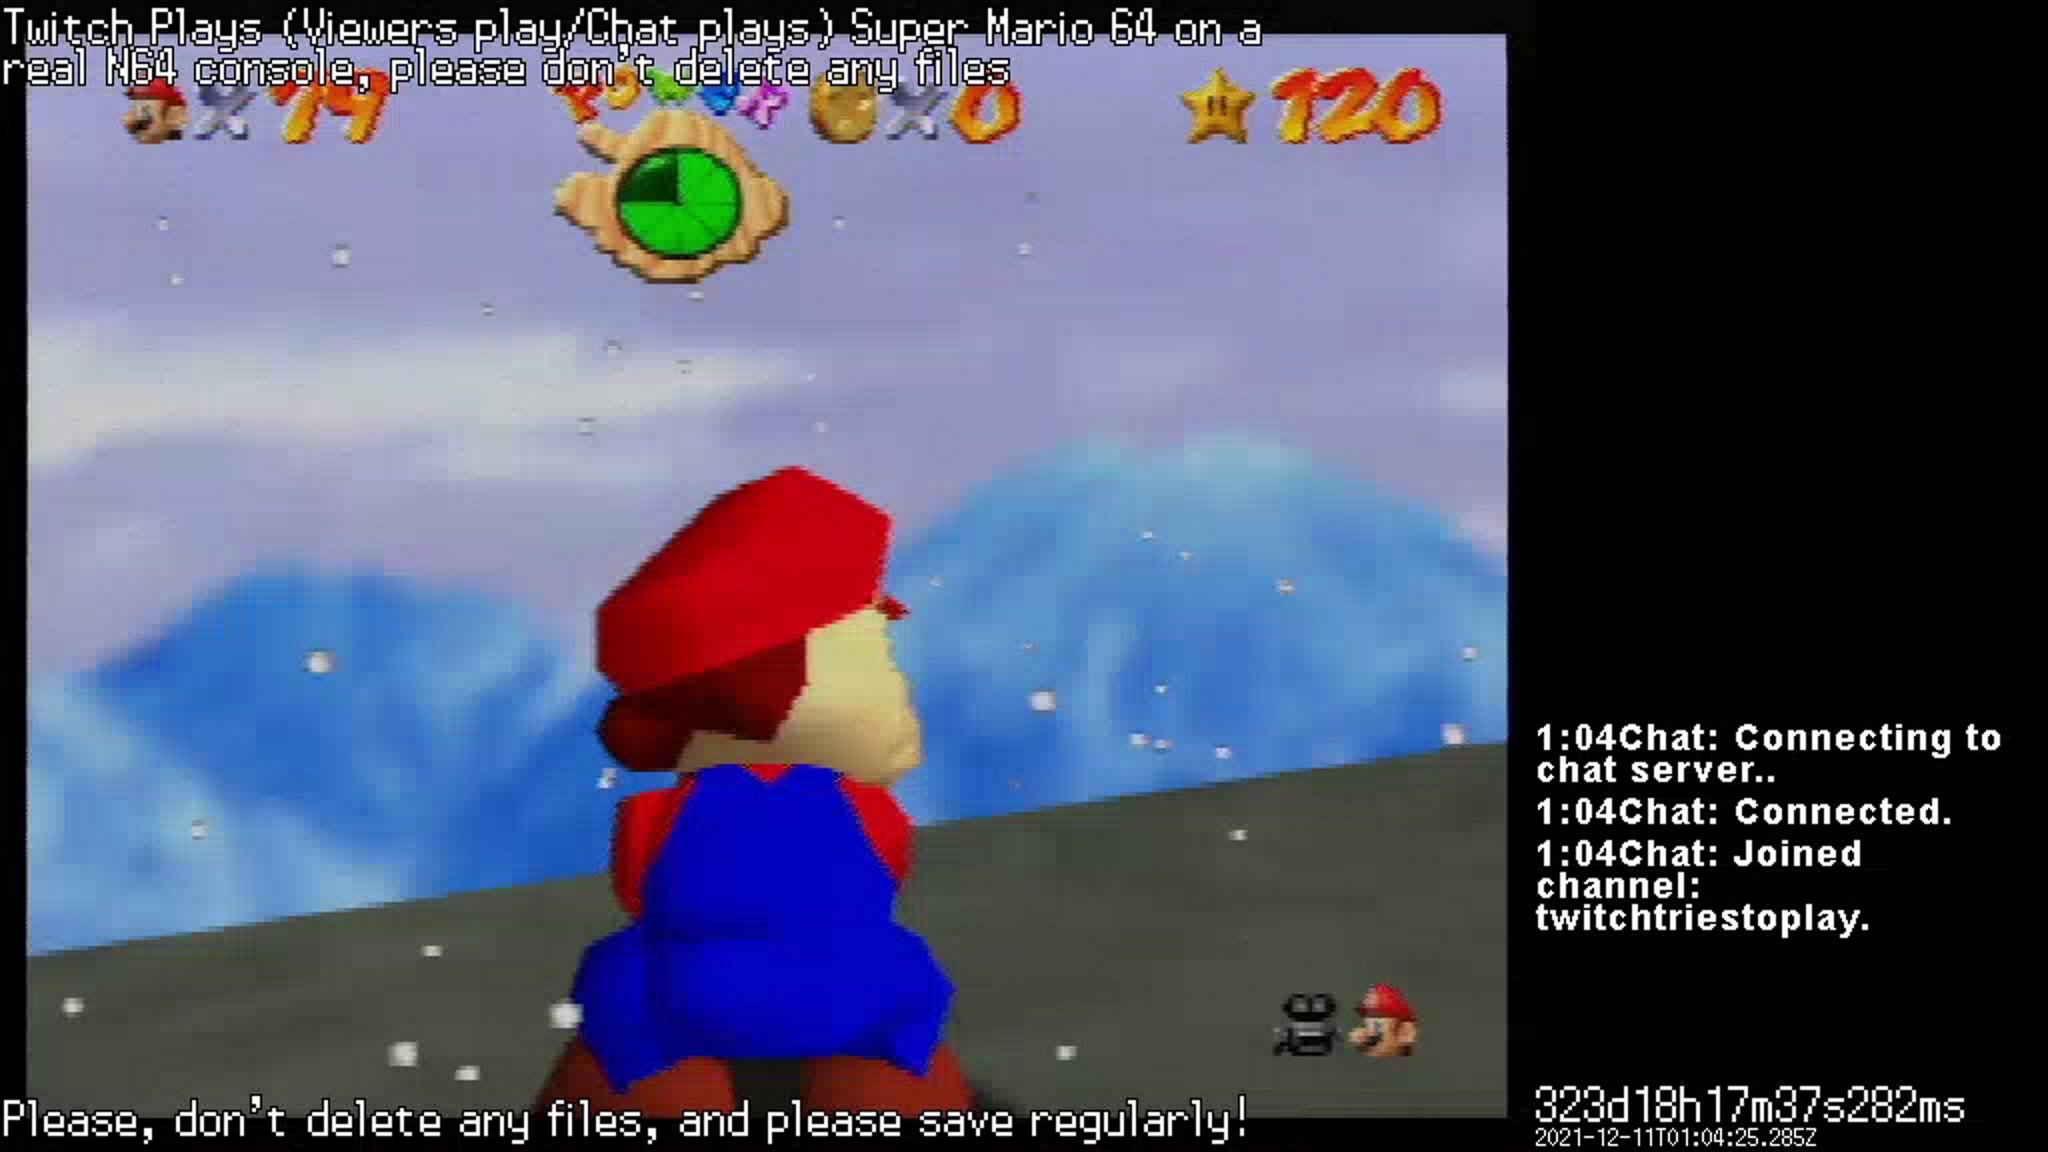 Twitch Plays (Viewers play/Chat plays) Super Mario 64 on a
real N64 console, please don't delete any files
×79 POWER ×0 120
1:04Chat: Connecting to
chat server..
1:04Chat: Connected.
1:04Chat: Joined
channel:
twitchtriestoplay.
Please, don't delete any files, and please save regularly!
323d18h17m37s282ms
2021-12-11T01:04:25.285Z